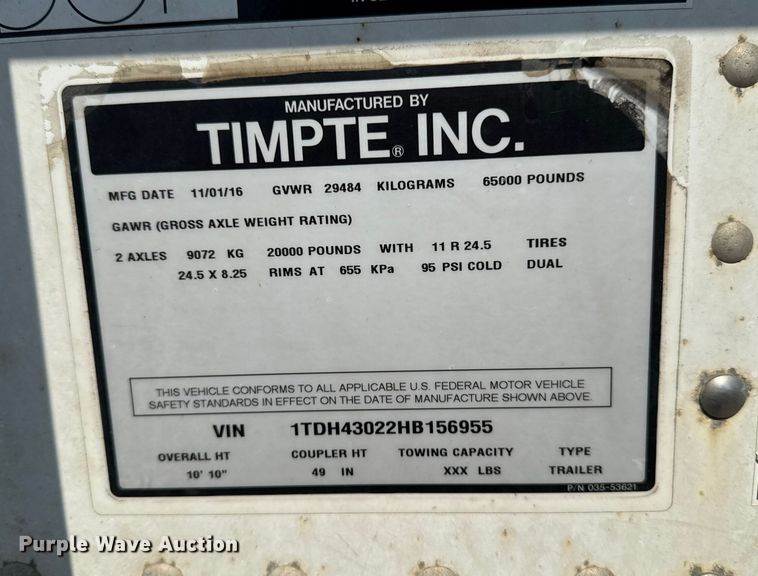 MANUFACTURED BY
TIMPTE® INC.
MFG DATE 11/01/16 GVWR 29484 KILOGRAMS 65000 POUNDS
GAWR (GROSS AXLE WEIGHT RATING)
2 AXLES 9072 KG 20000 POUNDS WITH 11 R 24.5 TIRES
24.5 X 8.25 RIMS AT 655 KPa 95 PSI COLD DUAL
THIS VEHICLE CONFORMS TO ALL APPLICABLE U.S. FEDERAL MOTOR VEHICLE
SAFETY STANDARDS IN EFFECT ON THE DATE OF MANUFACTURE SHOWN ABOVE.
VIN 1TDH43022HB156955
OVERALL HT COUPLER HT TOWING CAPACITY TYPE
10' 10" 49 IN XXX LBS TRAILER
P/N 035-53621
Purple Wave Auction